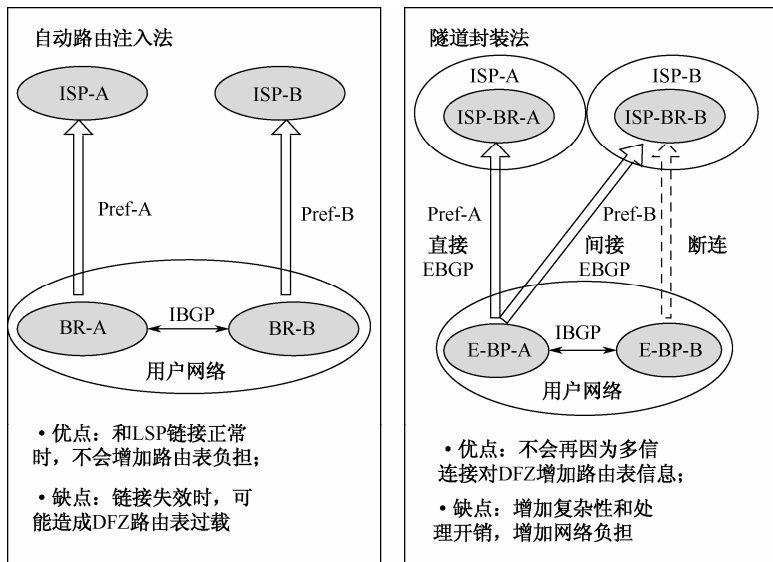 自动路由注入法
ISP-A
ISP-B
Pref-A
Pref-B
BR-A
IBGP
BR-B
用户网络
·优点：和LSP链接正常
时，不会增加路由表负担；
·缺点：链接失效时，可
能造成DFZ路由表过载
隧道封装法
ISP-A
ISP-B
ISP-BR-A
ISP-BR-B
Pref-A
Pref-B
直接
间接
断连
EBGP
EBGP
E-BP-A
IBGP
E-BP-B
用户网络
·优点：不会再因为多信
连接对DFZ增加路由表信息；
·缺点：增加复杂性和处
理开销，增加网络负担